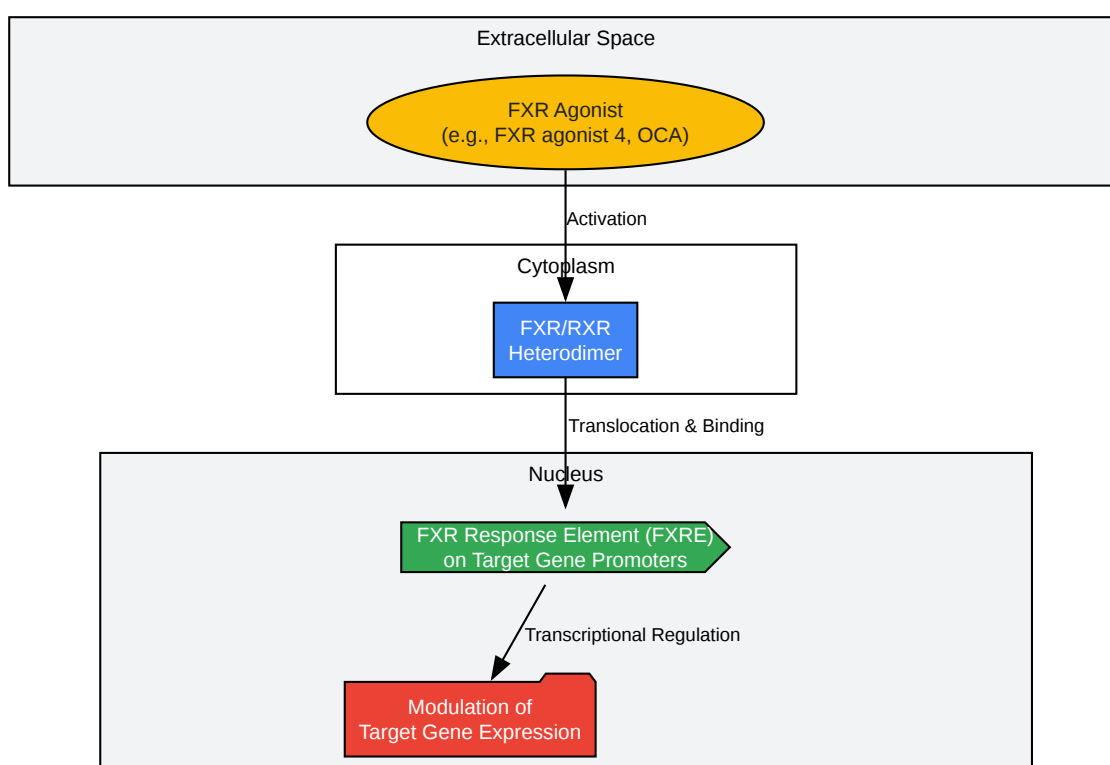 Extracellular Space
FXR Agonist
(e.g., FXR agonist 4, OCA)
Activation
Cytoplasm
FXR/RXR
Heterodimer
Translocation & Binding
Nucleus
FXR Response Element (FXRE)
on Target Gene Promoters
Transcriptional Regulation
Modulation of
Target Gene Expression